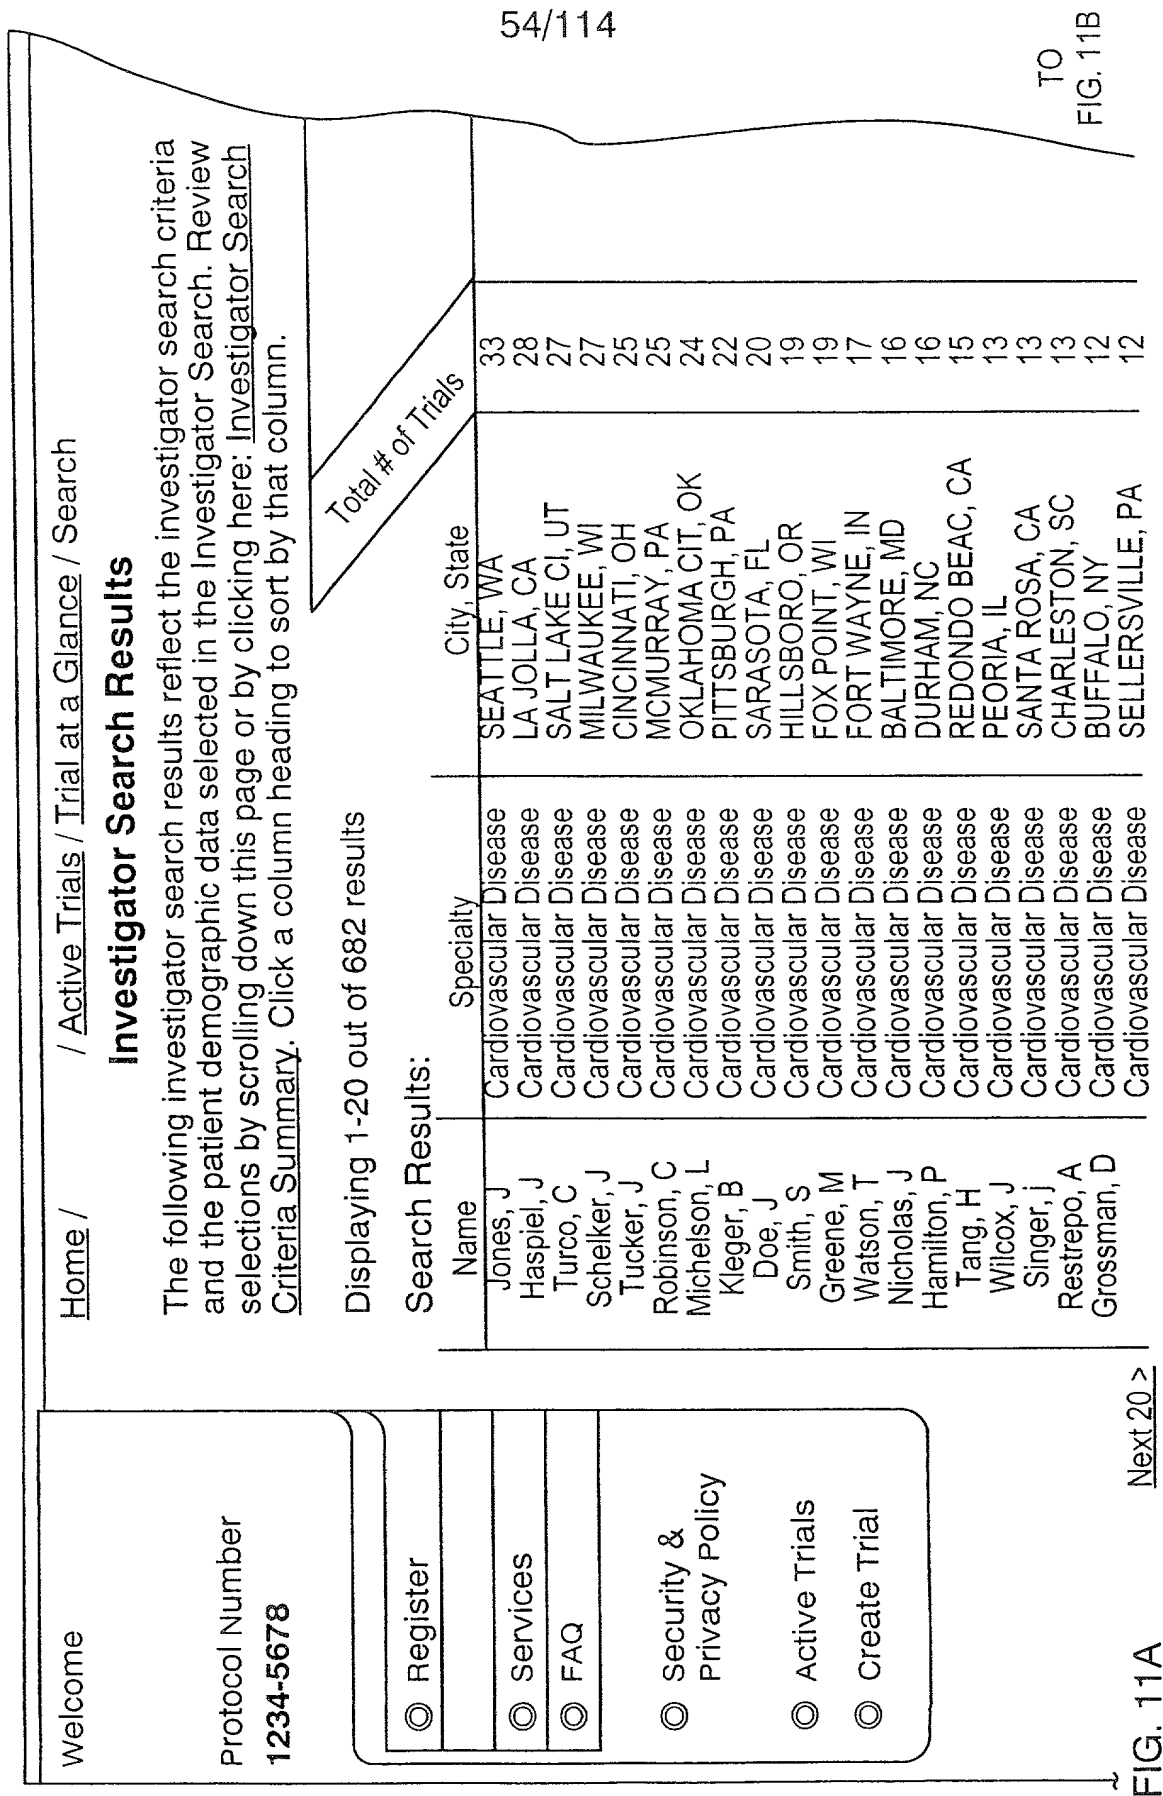 54/114
Welcome
Protocol Number
1234-5678
Register
Services
FAQ
Security &
Privacy Policy
Active Trials
Create Trial
Home / / Active Trials / Trial at a Glance / Search
Investigator Search Results
The following investigator search results reflect the investigator search criteria
and the patient demographic data selected in the Investigator Search. Review
selections by scrolling down this page or by clicking here: Investigator Search
Criteria Summary. Click a column heading to sort by that column.
Displaying 1-20 out of 682 results
Search Results:
Name Specialty City, State Total # of Trials
Jones, J Cardiovascular Disease SEATTLE, WA 33
Haspiel, J Cardiovascular Disease LA JOLLA, CA 28
Turco, C Cardiovascular Disease SALT LAKE CI, UT 27
Schelker, J Cardiovascular Disease MILWAUKEE, WI 27
Tucker, J Cardiovascular Disease CINCINNATI, OH 25
Robinson, C Cardiovascular Disease MCMURRAY, PA 25
Michelson, L Cardiovascular Disease OKLAHOMA CIT, OK 24
Kleger, B Cardiovascular Disease PITTSBURGH, PA 22
Doe, J Cardiovascular Disease SARASOTA, FL 20
Smith, S Cardiovascular Disease HILLSBORO, OR 19
Greene, M Cardiovascular Disease FOX POINT, WI 19
Watson, T Cardiovascular Disease FORT WAYNE, IN 17
Nicholas, J Cardiovascular Disease BALTIMORE, MD 16
Hamilton, P Cardiovascular Disease DURHAM, NC 16
Tang, H Cardiovascular Disease REDONDO BEAC, CA 15
Wilcox, J Cardiovascular Disease PEORIA, IL 13
Singer, j Cardiovascular Disease SANTA ROSA, CA 13
Restrepo, A Cardiovascular Disease CHARLESTON, SC 13
Grossman, D Cardiovascular Disease BUFFALO, NY 12
Cardiovascular Disease SELLERSVILLE, PA 12
Next 20 >
TO
FIG. 11B
FIG. 11A